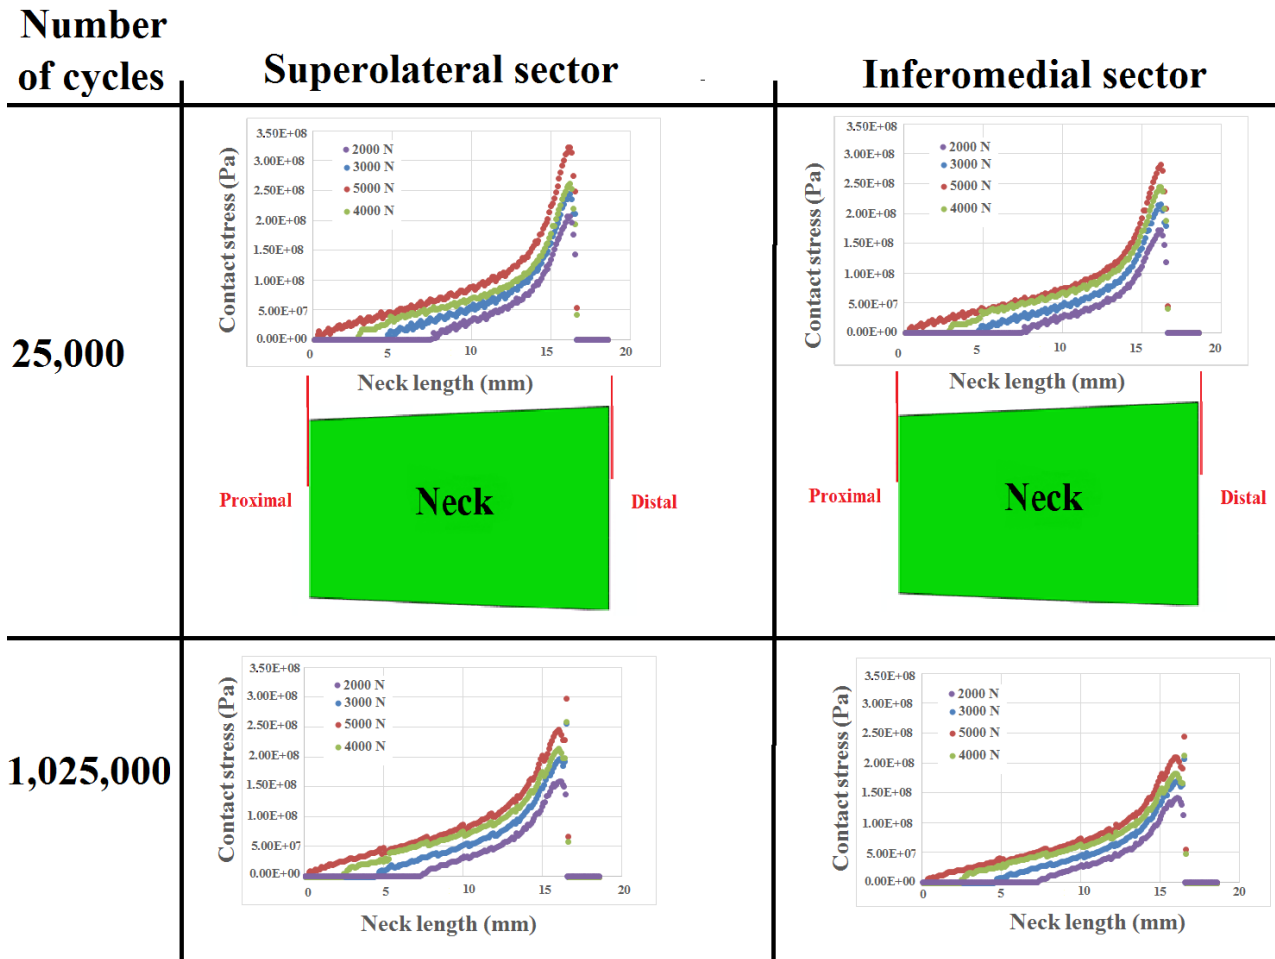 Number
of cycles
Superolateral sector
-
Inferomedial sector
25,000
Contact stress (Pa)
3.50E+08
3.00E+08
2.50E+08
2.00E+08
1.50E+08
1.00E+08
5.00E+07
0.00E+00
2000 N
3000 N
5000 N
4000 N
0
5
10
15
20
Neck length (mm)
Proximal
Neck
Distal
Contact stress (Pa)
3.50E+08
3.00E+08
2.50E+08
2.00E+08
1.50E+08
1.00E+08
5.00E+07
0.00E+00
2000 N
3000 N
5000 N
4000 N
0
5
10
15
20
Neck length (mm)
Proximal
Neck
Distal
1,025,000
Contact stress (Pa)
3.50E+08
3.00E+08
2.50E+08
2.00E+08
1.50E+08
1.00E+08
5.00E+07
0.00E+00
2000 N
3000 N
5000 N
4000 N
0
5
10
15
20
Neck length (mm)
Contact stress (Pa)
3.50E+08
3.00E+08
2.50E+08
2.00E+08
1.50E+08
1.00E+08
5.00E+07
0.00E+00
2000 N
3000 N
5000 N
4000 N
0
5
10
15
20
Neck length (mm)